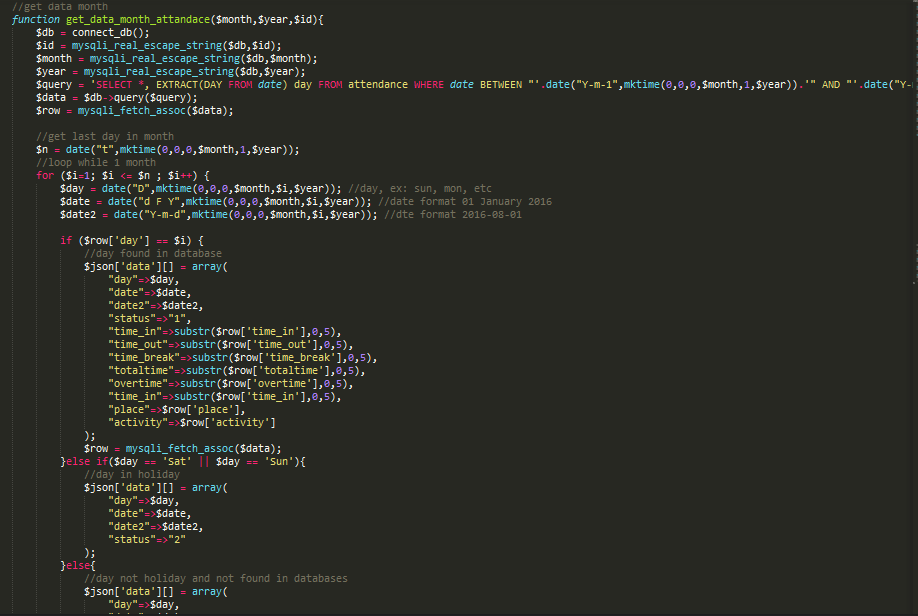 //get data month
function get_data_month_attandace($month,$year,$id){
    $db = connect_db();
    $id = mysqli_real_escape_string($db,$id);
    $month = mysqli_real_escape_string($db,$month);
    $year = mysqli_real_escape_string($db,$year);
    $query = 'SELECT *, EXTRACT(DAY FROM date) day FROM attendance WHERE date BETWEEN "'.date("Y-m-1",mktime(0,0,0,$month,1,$year)).'" AND "'.date("Y-
    $data = $db->query($query);
    $row = mysqli_fetch_assoc($data);

    //get last day in month
    $n = date("t",mktime(0,0,0,$month,1,$year));
    //loop while 1 month
    for ($i=1; $i <= $n ; $i++) {
        $day = date("D",mktime(0,0,0,$month,$i,$year)); //day, ex: sun, mon, etc
        $date = date("d F Y",mktime(0,0,0,$month,$i,$year)); //date format 01 January 2016
        $date2 = date("Y-m-d",mktime(0,0,0,$month,$i,$year)); //dte format 2016-08-01

        if ($row['day'] == $i) {
            //day found in database
            $json['data'][] = array(
                "day"=>$day,
                "date"=>$date,
                "date2"=>$date2,
                "status"=>"1",
                "time_in"=>substr($row['time_in'],0,5),
                "time_out"=>substr($row['time_out'],0,5),
                "time_break"=>substr($row['time_break'],0,5),
                "totaltime"=>substr($row['totaltime'],0,5),
                "overtime"=>substr($row['overtime'],0,5),
                "time_in"=>substr($row['time_in'],0,5),
                "place"=>$row['place'],
                "activity"=>$row['activity']
            );
            $row = mysqli_fetch_assoc($data);
        }else if($day == 'Sat' || $day == 'Sun'){
            //day in holiday
            $json['data'][] = array(
                "day"=>$day,
                "date"=>$date,
                "date2"=>$date2,
                "status"=>"2"
            );
        }else{
            //day not holiday and not found in databases
            $json['data'][] = array(
                "day"=>$day,